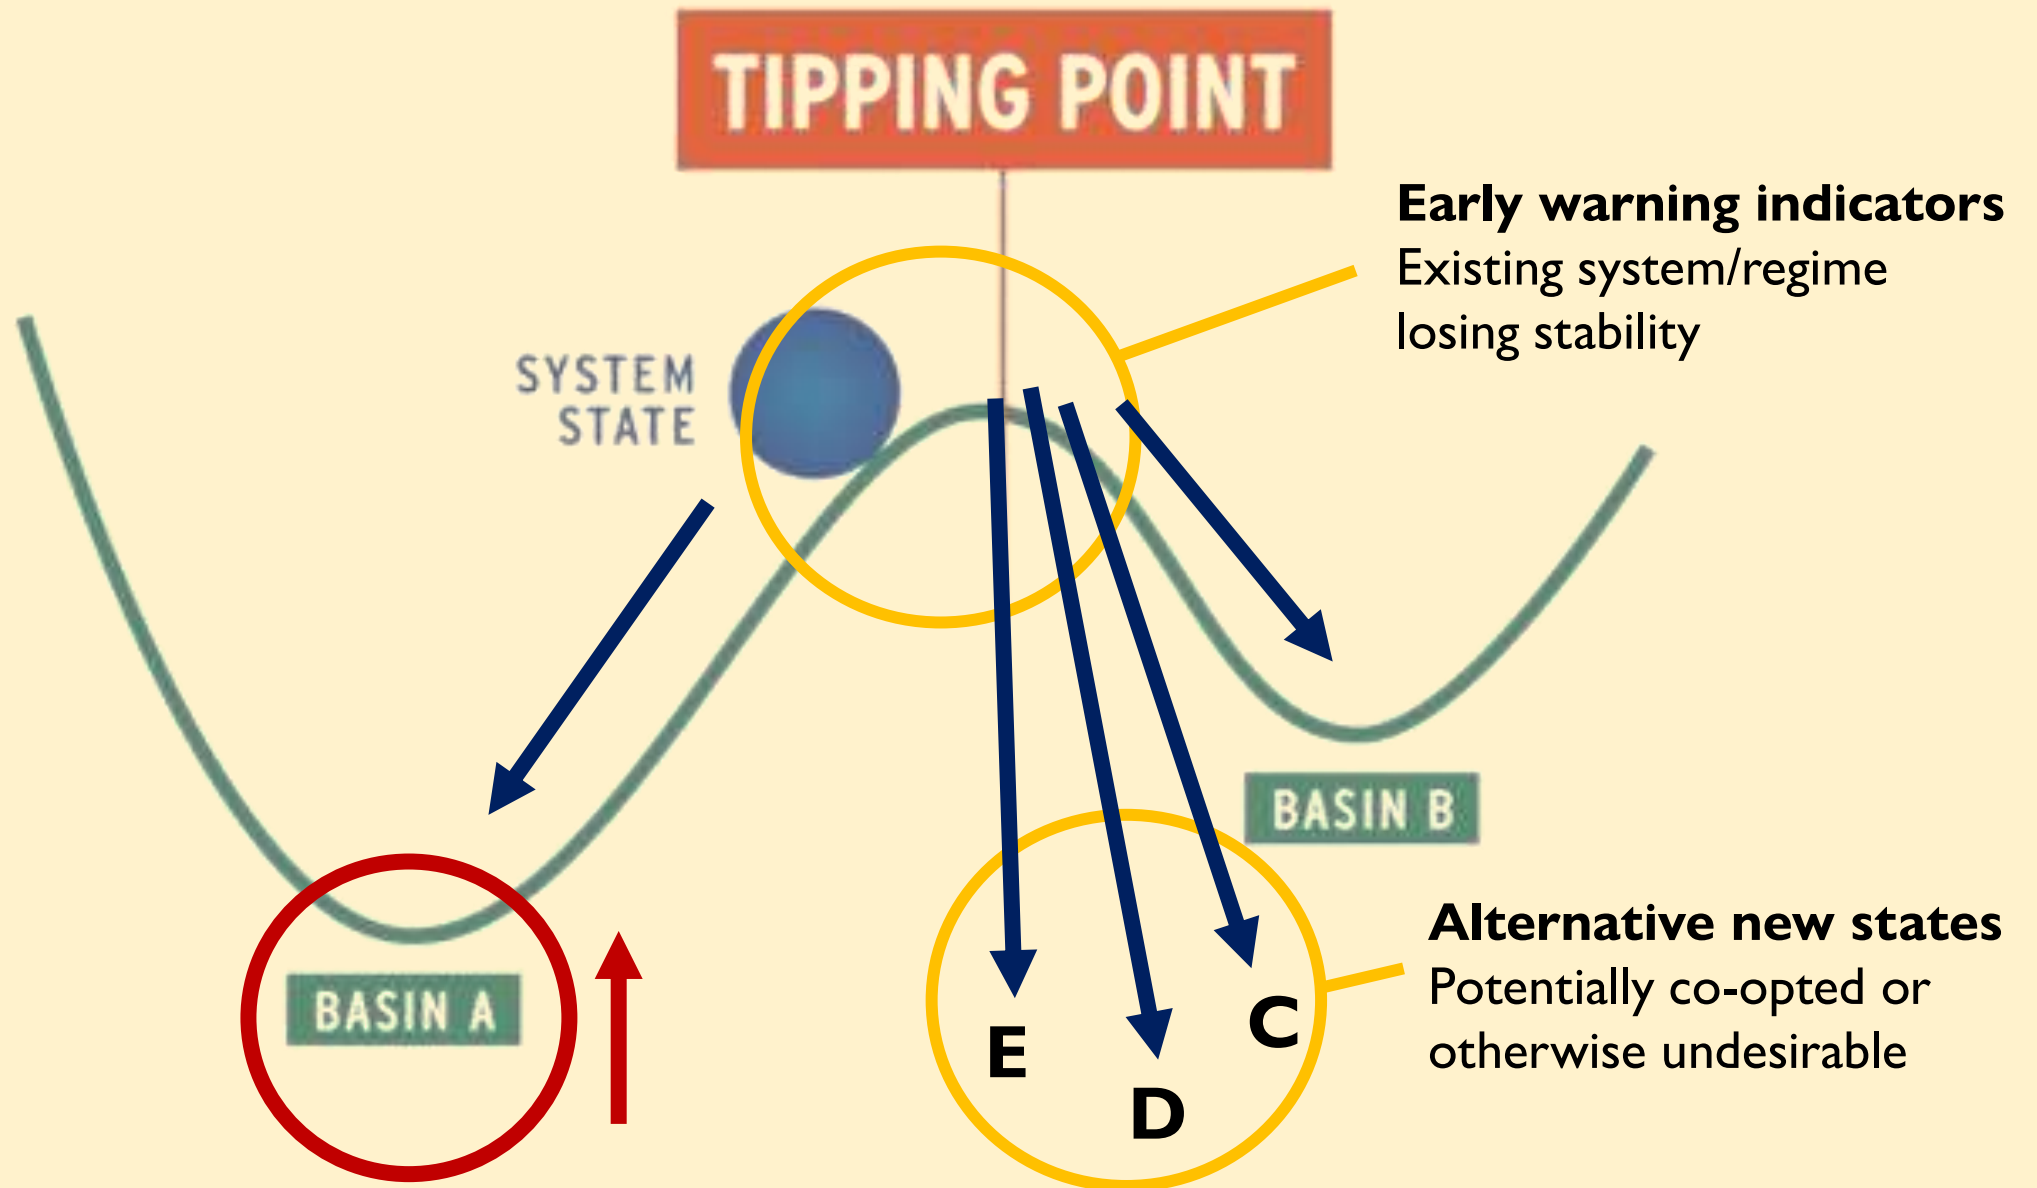 TIPPING POINT
Early warning indicators
Existing system/regime
losing stability
SYSTEM
STATE
BASIN B
Alternative new states
Potentially co-opted or
otherwise undesirable
BASIN A
E
C
D